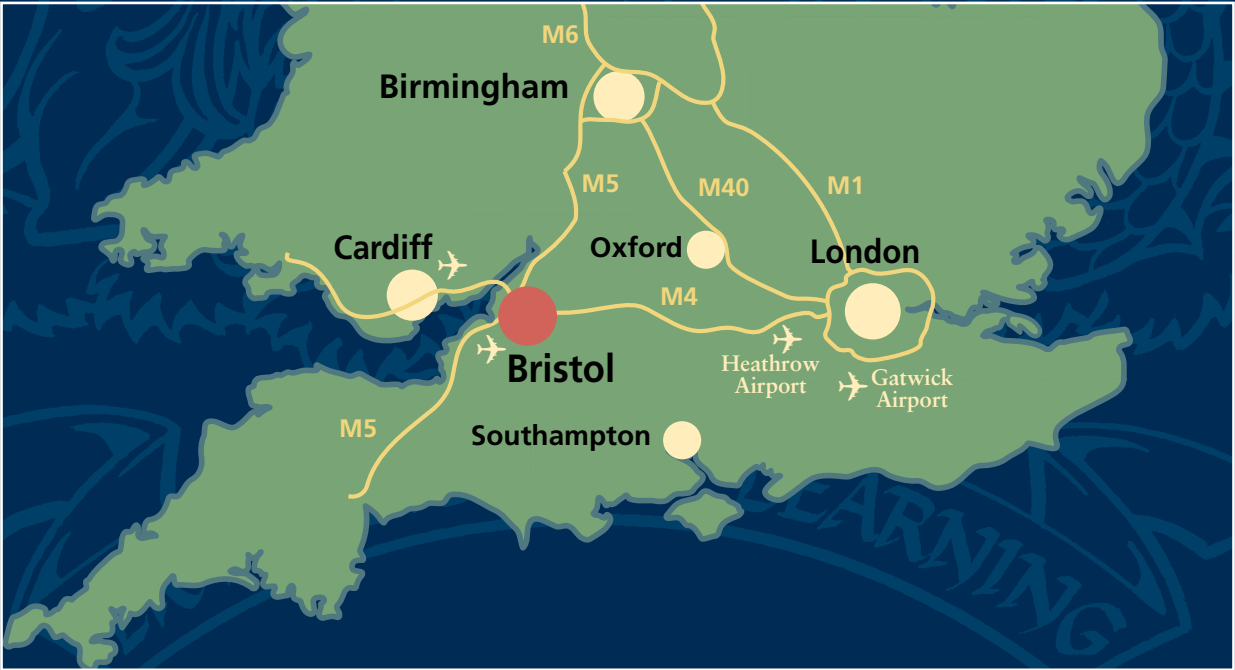 M6
Birmingham
M5
M40
M1
Cardiff
Oxford
London
M4
Bristol
Heathrow
Airport
Gatwick
Airport
M5
Southampton
LEARNING